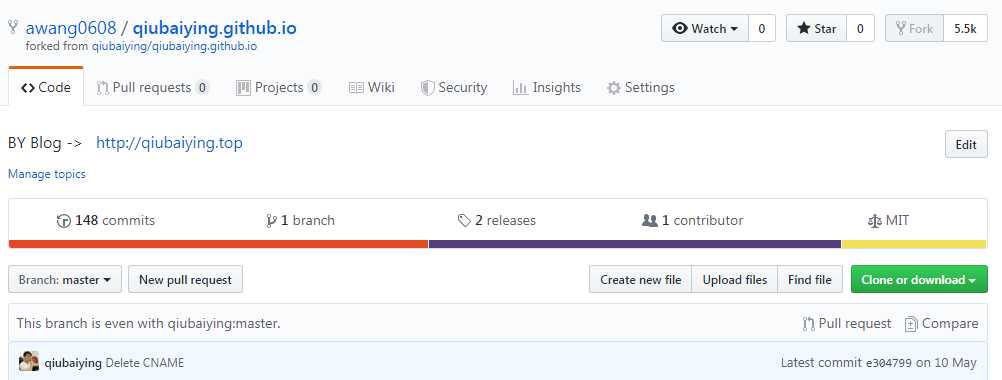 awang0608 / qiubaiying.github.io
forked from qiubaiying/qiubaiying.github.io
Watch 0 Star 0 Fork 5.5k
Code Pull requests 0 Projects 0 Wiki Security Insights Settings
BY Blog -> http://qiubaiying.top
Edit
Manage topics
148 commits 1 branch 2 releases 1 contributor MIT
Branch: master New pull request Create new file Upload files Find file Clone or download
This branch is even with qiubaiying:master. Pull request Compare
qiubaiying Delete CNAME Latest commit e304799 on 10 May